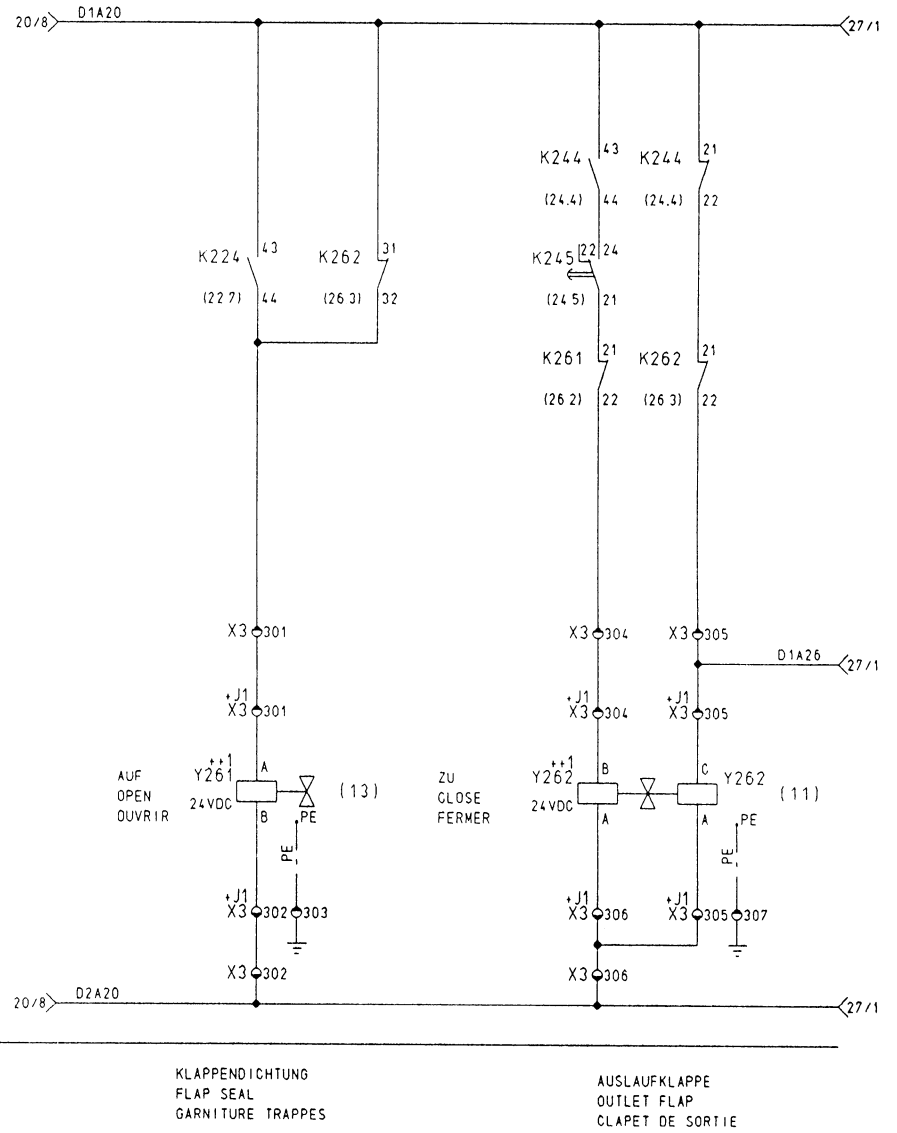 D1A20
20/8
27/1
43
K244
(24.4)
44
21
K244
(24.4)
22
43
K224
(22 7)
44
31
K262
(26 3)
32
22 24
K245
(24 5)
21
21
K261
(26 2)
22
21
K262
(26 3)
22
X3 301
X3 304
X3 305
D1A26
27/1
+J1
X3 301
+J1
X3 304
+J1
X3 305
AUF
OPEN
OUVRIR
++1
Y261
24VDC
A
B
(13)
PE
PE
ZU
CLOSE
FERMER
++1
Y262
24VDC
B
A
C
A
Y262
(11)
PE
PE
+J1
X3 302
303
+J1
X3 306
+J1
X3 305
307
X3 302
X3 306
20/8
D2A20
27/1
KLAPPENDICHTUNG
FLAP SEAL
GARNITURE TRAPPES
AUSLAUFKLAPPE
OUTLET FLAP
CLAPET DE SORTIE